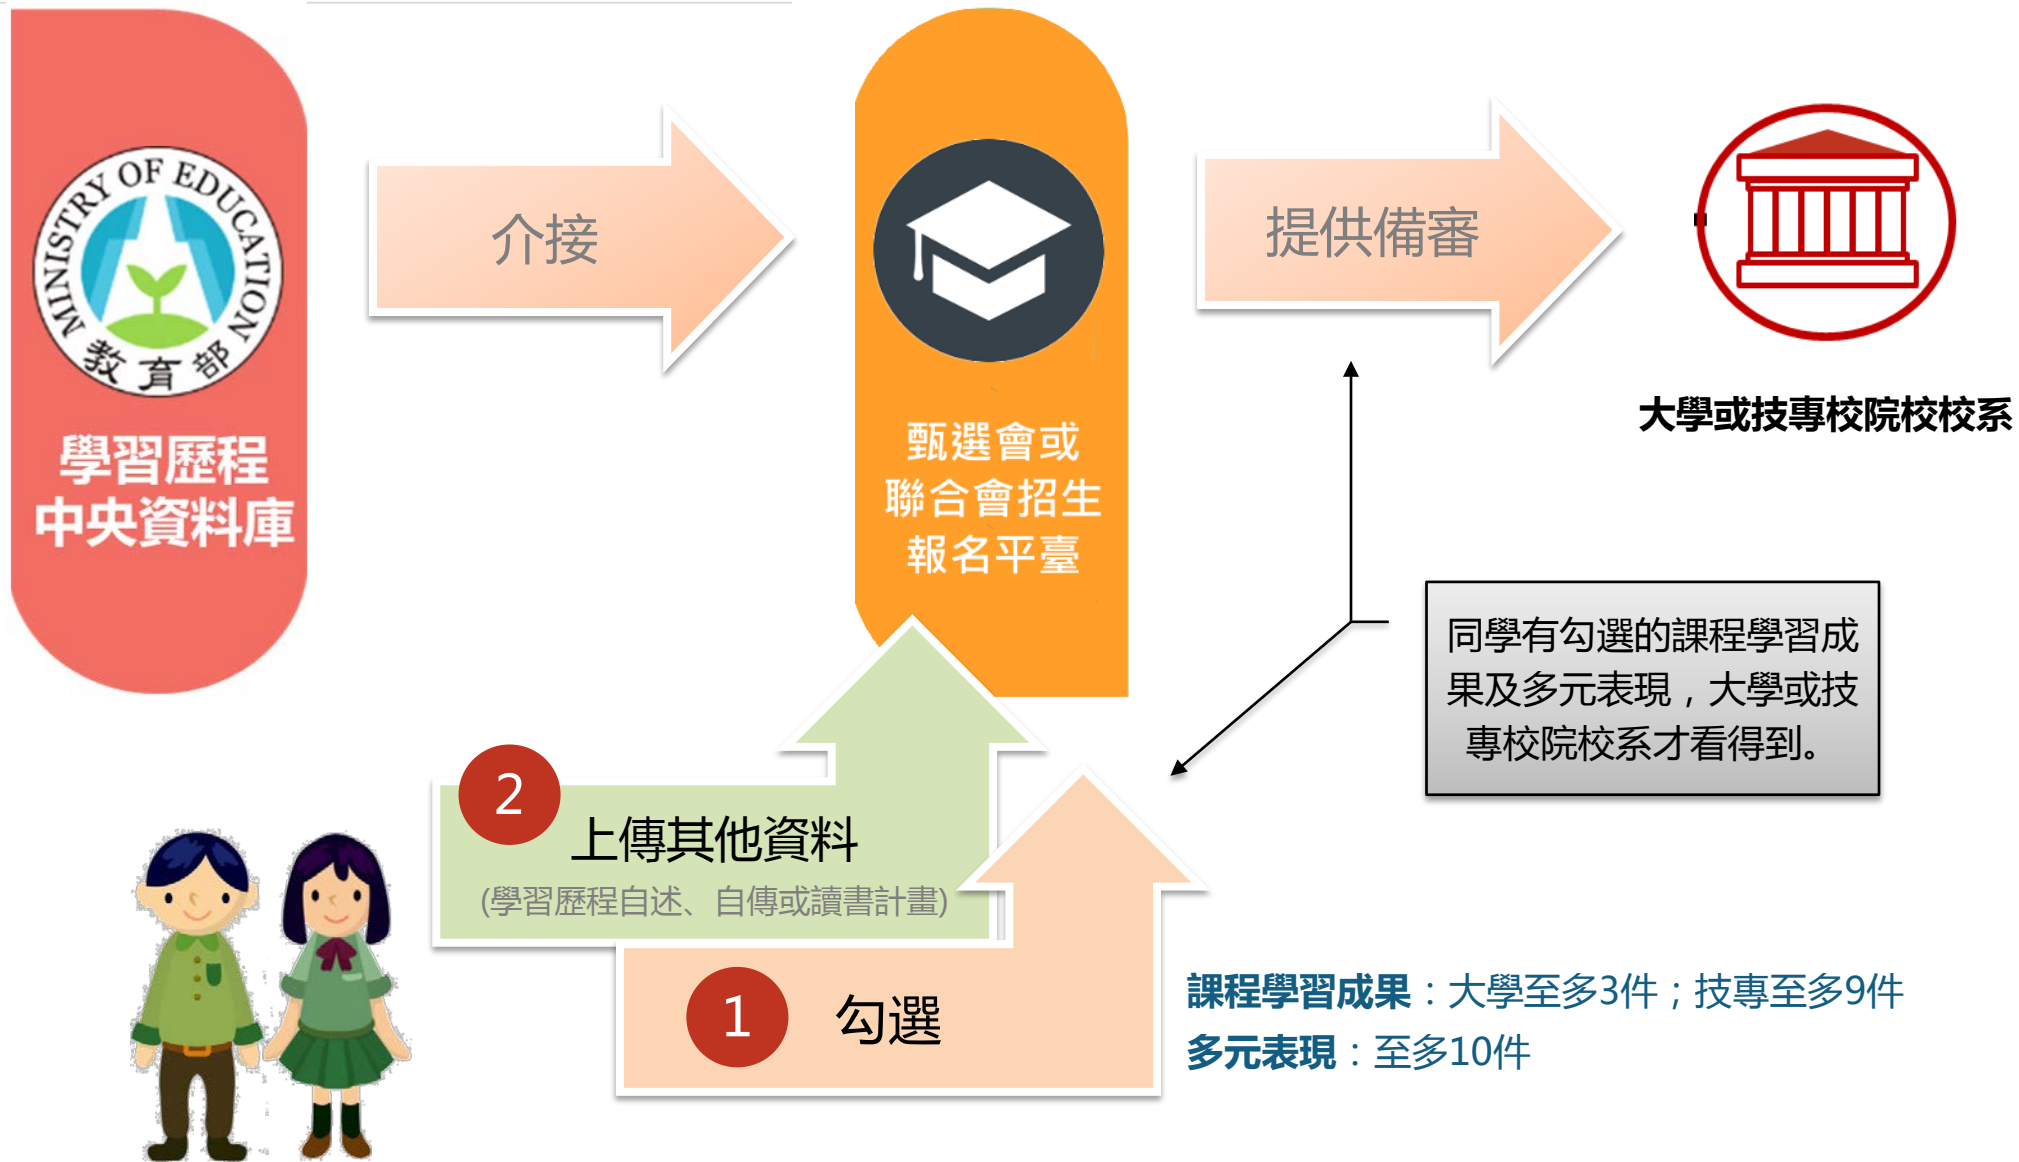 MINISTRY OF EDUCATION
教育部
學習歷程
中央資料庫
介接
甄選會或
聯合會招生
報名平臺
提供備審
大學或技專校院校校系
同學有勾選的課程學習成
果及多元表現，大學或技
專校院校系才看得到。
2
上傳其他資料
(學習歷程自述、自傳或讀書計畫)
1
勾選
課程學習成果：大學至多3件；技專至多9件
多元表現：至多10件